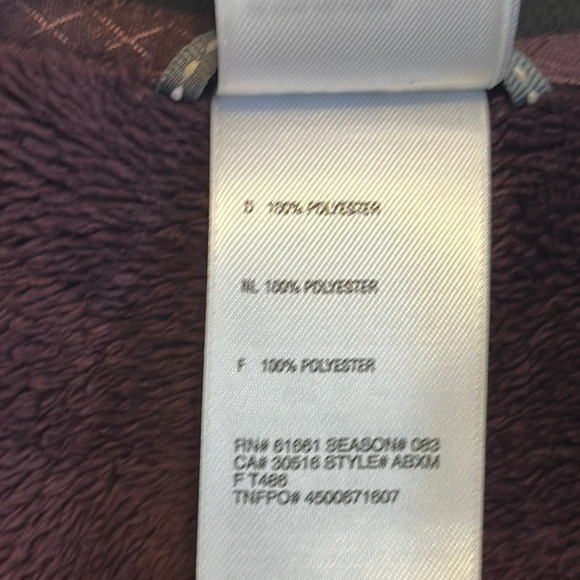 D 100% POLYESTER
NL 100% POLYESTER
F 100% POLYESTER
RN# 61661 SEASON# 083
CA# 30516 STYLE# ABXM
F T486
TNFPO# 4500671607